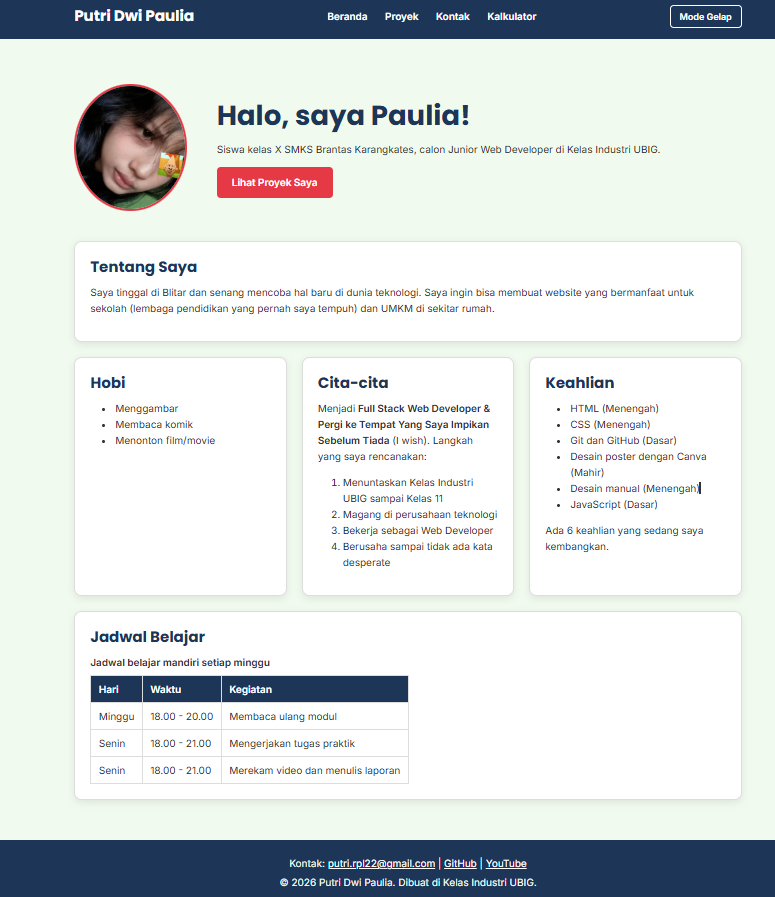 Putri Dwi Paulia
Beranda Proyek Kontak Kalkulator
Mode Gelap
Halo, saya Paulia!
Siswa kelas X SMKS Brantas Karangkates, calon Junior Web Developer di Kelas Industri UBIG.
Lihat Proyek Saya
Tentang Saya
Saya tinggal di Blitar dan senang mencoba hal baru di dunia teknologi. Saya ingin bisa membuat website yang bermanfaat untuk
sekolah (lembaga pendidikan yang pernah saya tempuh) dan UMKM di sekitar rumah.
Hobi
• Menggambar
• Membaca komik
• Menonton film/movie
Cita-cita
Menjadi Full Stack Web Developer &
Pergi ke Tempat Yang Saya Impikan
Sebelum Tiada (I wish). Langkah
yang saya rencanakan:
1. Menuntaskan Kelas Industri
UBIG sampai Kelas 11
2. Magang di perusahaan teknologi
3. Bekerja sebagai Web Developer
4. Berusaha sampai tidak ada kata
desperate
Keahlian
• HTML (Menengah)
• CSS (Menengah)
• Git dan GitHub (Dasar)
• Desain poster dengan Canva
(Mahir)
• Desain manual (Menengah)
• JavaScript (Dasar)
Ada 6 keahlian yang sedang saya
kembangkan.
Jadwal Belajar
Jadwal belajar mandiri setiap minggu
Hari Waktu Kegiatan
Minggu 18.00 - 20.00 Membaca ulang modul
Senin 18.00 - 21.00 Mengerjakan tugas praktik
Senin 18.00 - 21.00 Merekam video dan menulis laporan
Kontak: putri.rpl22@gmail.com | GitHub | YouTube
© 2026 Putri Dwi Paulia. Dibuat di Kelas Industri UBIG.